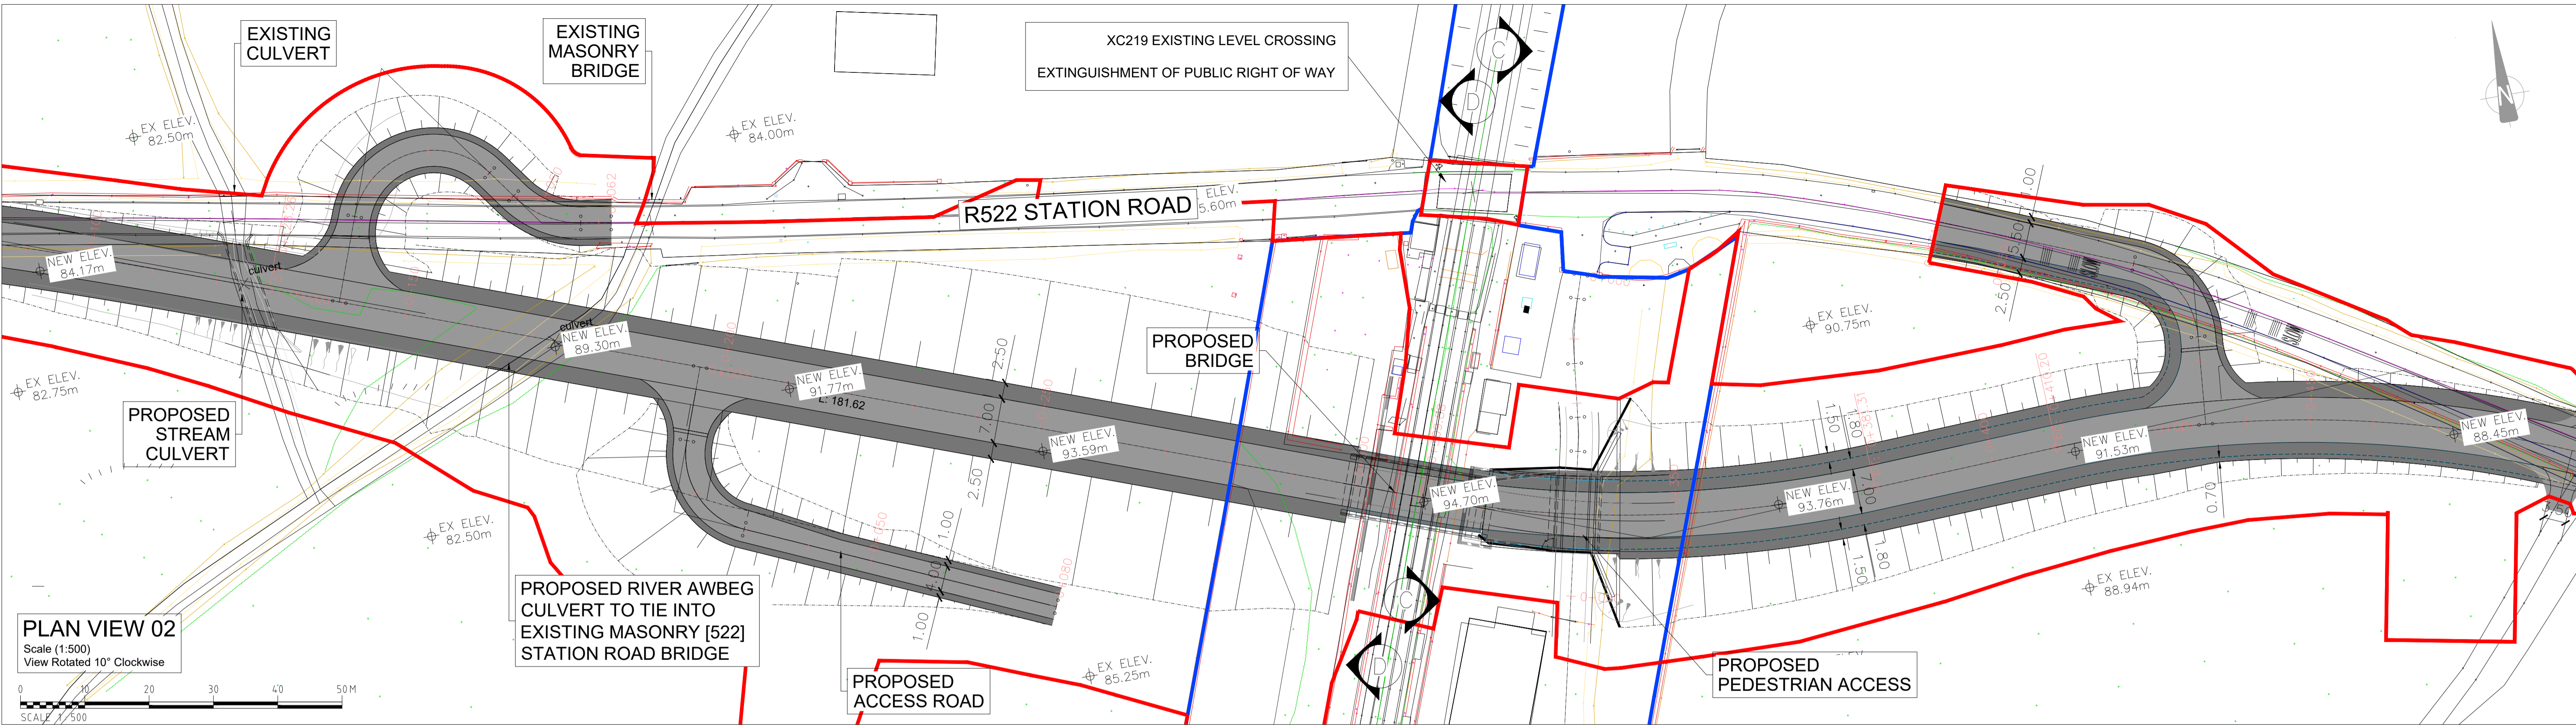 EXISTING
CULVERT
EXISTING
MASONRY
BRIDGE
XC219 EXISTING LEVEL CROSSING
EXTINGUISHMENT OF PUBLIC RIGHT OF WAY
C
D
N
EX ELEV.
82.50m
EX ELEV.
84.00m
R522 STATION ROAD
ELEV.
5.60m
1.00
5.50
2.50
SLOW
SLOW
NEW ELEV.
84.17m
culvert
culvert
NEW ELEV.
89.30m
EX ELEV.
82.75m
PROPOSED
STREAM
CULVERT
NEW ELEV.
91.77m
L: 181.62
2.50
7.00
2.50
NEW ELEV.
93.59m
PROPOSED
BRIDGE
EX ELEV.
90.75m
NEW ELEV.
94.70m
1.50
1.80
7.00
1.50
1.80
NEW ELEV.
93.76m
NEW ELEV.
91.53m
0.70
NEW ELEV.
88.45m
EX ELEV.
82.50m
PROPOSED RIVER AWBEG
CULVERT TO TIE INTO
EXISTING MASONRY [522]
STATION ROAD BRIDGE
1.00
4.00
1.00
PROPOSED
ACCESS ROAD
EX ELEV.
85.25m
C
D
EX ELEV.
88.94m
PROPOSED
PEDESTRIAN ACCESS
PLAN VIEW 02
Scale (1:500)
View Rotated 10° Clockwise
0 10 20 30 40 50 M
SCALE 1:500